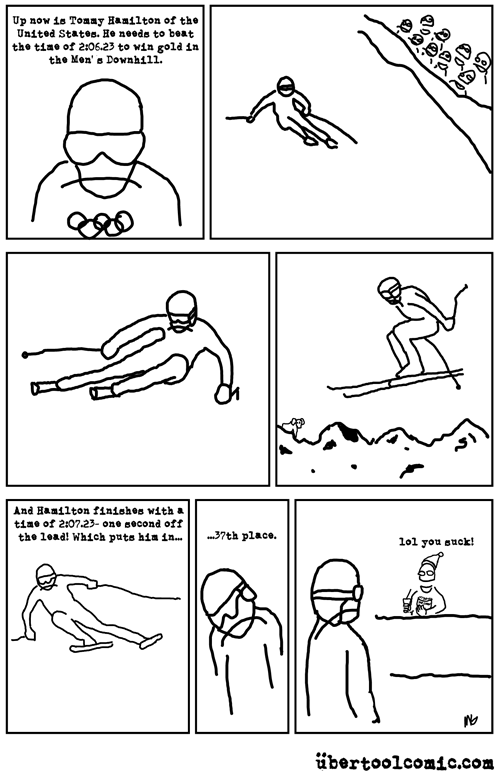 Up now is Tommy Hamilton of the
United States. He needs to beat
the time of 2:06.23 to win gold in
the Men's Downhill.
And Hamilton finishes with a
time of 2:07.23- one second off
the lead! Which puts him in...
...37th place.
lol you suck!
übertoolcomic.com